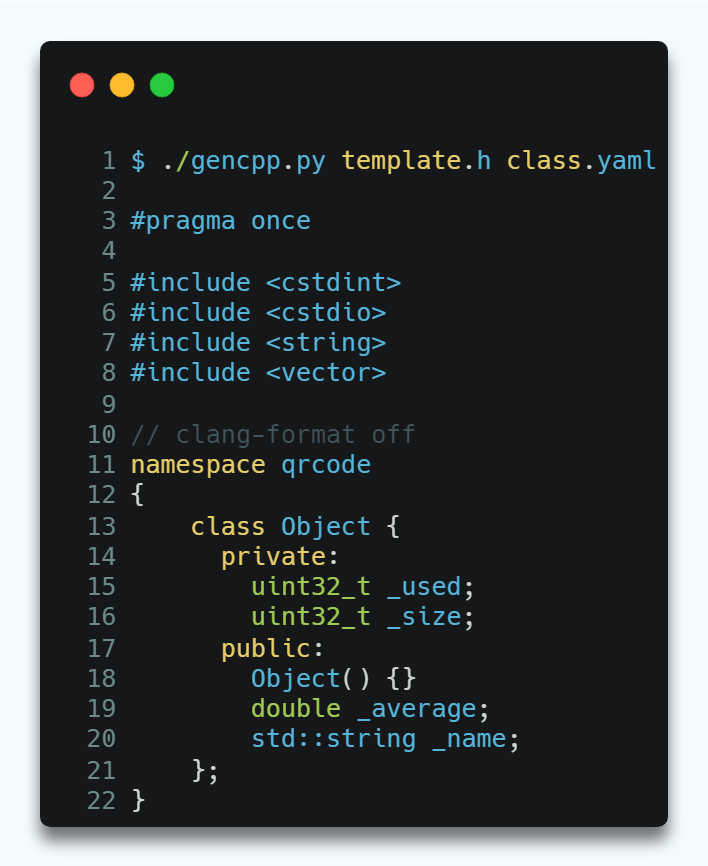 1 $ ./gencpp.py template.h class.yaml
2
3 #pragma once
4
5 #include <cstdint>
6 #include <cstdio>
7 #include <string>
8 #include <vector>
9
10 // clang-format off
11 namespace qrcode
12 {
13     class Object {
14       private:
15         uint32_t _used;
16         uint32_t _size;
17       public:
18         Object() {}
19         double _average;
20         std::string _name;
21     };
22 }